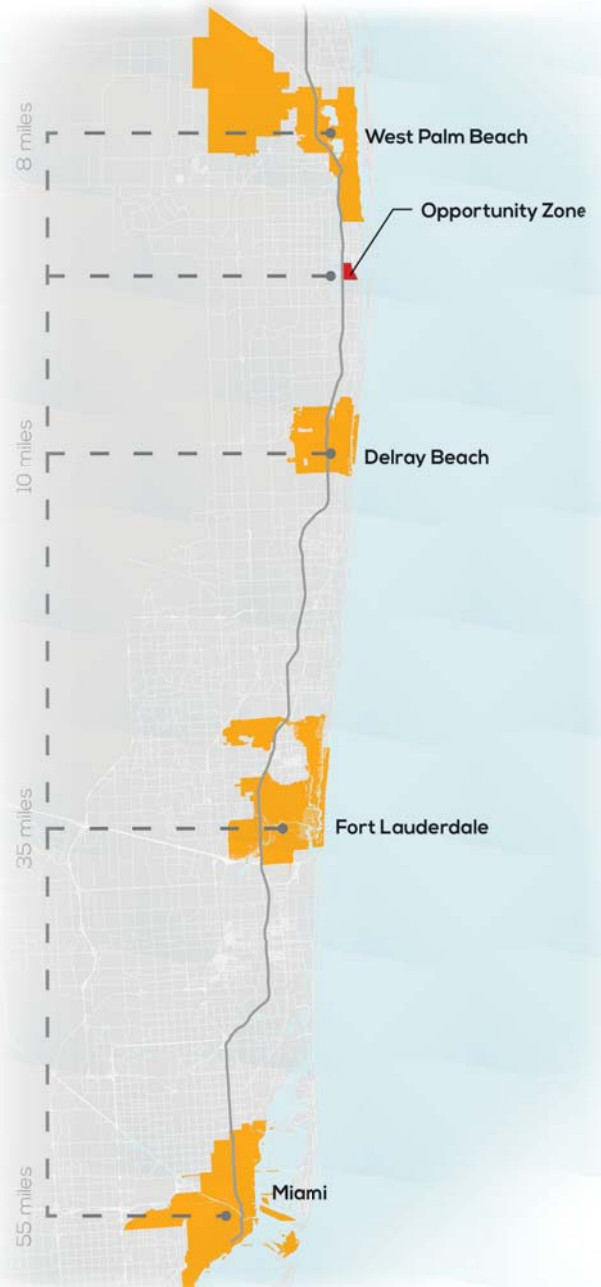 8 miles
West Palm Beach
Opportunity Zone
10 miles
Delray Beach
35 miles
Fort Lauderdale
55 miles
Miami